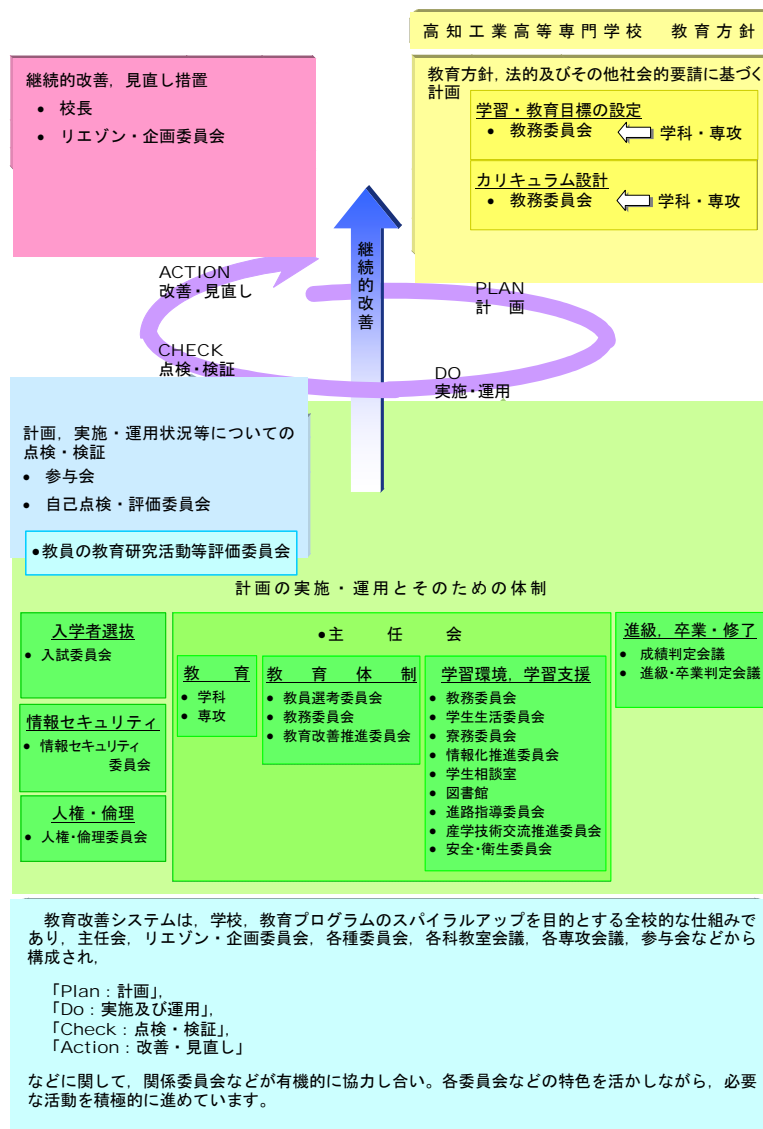 高知工業高等専門学校　教育方針
継続的改善，見直し措置
● 校長
● リエゾン・企画委員会
教育方針，法的及びその他社会的要請に基づく
計画
学習・教育目標の設定
● 教務委員会　学科・専攻
カリキュラム設計
● 教務委員会　学科・専攻
継続的改善
ACTION
改善・見直し
PLAN
計　画
CHECK
点検・検証
DO
実施・運用
計画，実施・運用状況等についての
点検・検証
● 参与会
● 自己点検・評価委員会
●教員の教育研究活動等評価委員会
計画の実施・運用とそのための体制
入学者選抜
● 入試委員会
情報セキュリティ
● 情報セキュリティ
委員会
人権・倫理
● 人権・倫理委員会
●主　任　会
教　育
● 学科
● 専攻
教　育　体　制
● 教員選考委員会
● 教務委員会
● 教育改善推進委員会
学習環境，学習支援
● 教務委員会
● 学生生活委員会
● 寮務委員会
● 情報化推進委員会
● 学生相談室
● 図書館
● 進路指導委員会
● 産学技術交流推進委員会
● 安全・衛生委員会
進級，卒業・修了
● 成績判定会議
● 進級・卒業判定会議
教育改善システムは，学校，教育プログラムのスパイラルアップを目的とする全校的な仕組みで
あり，主任会，リエゾン・企画委員会，各種委員会，各科教室会議，各専攻会議，参与会などから
構成され，
「Plan：計画」，
「Do：実施及び運用」，
「Check：点検・検証」，
「Action：改善・見直し」
などに関して，関係委員会などが有機的に協力し合い。各委員会などの特色を活かしながら，必要
な活動を積極的に進めています。